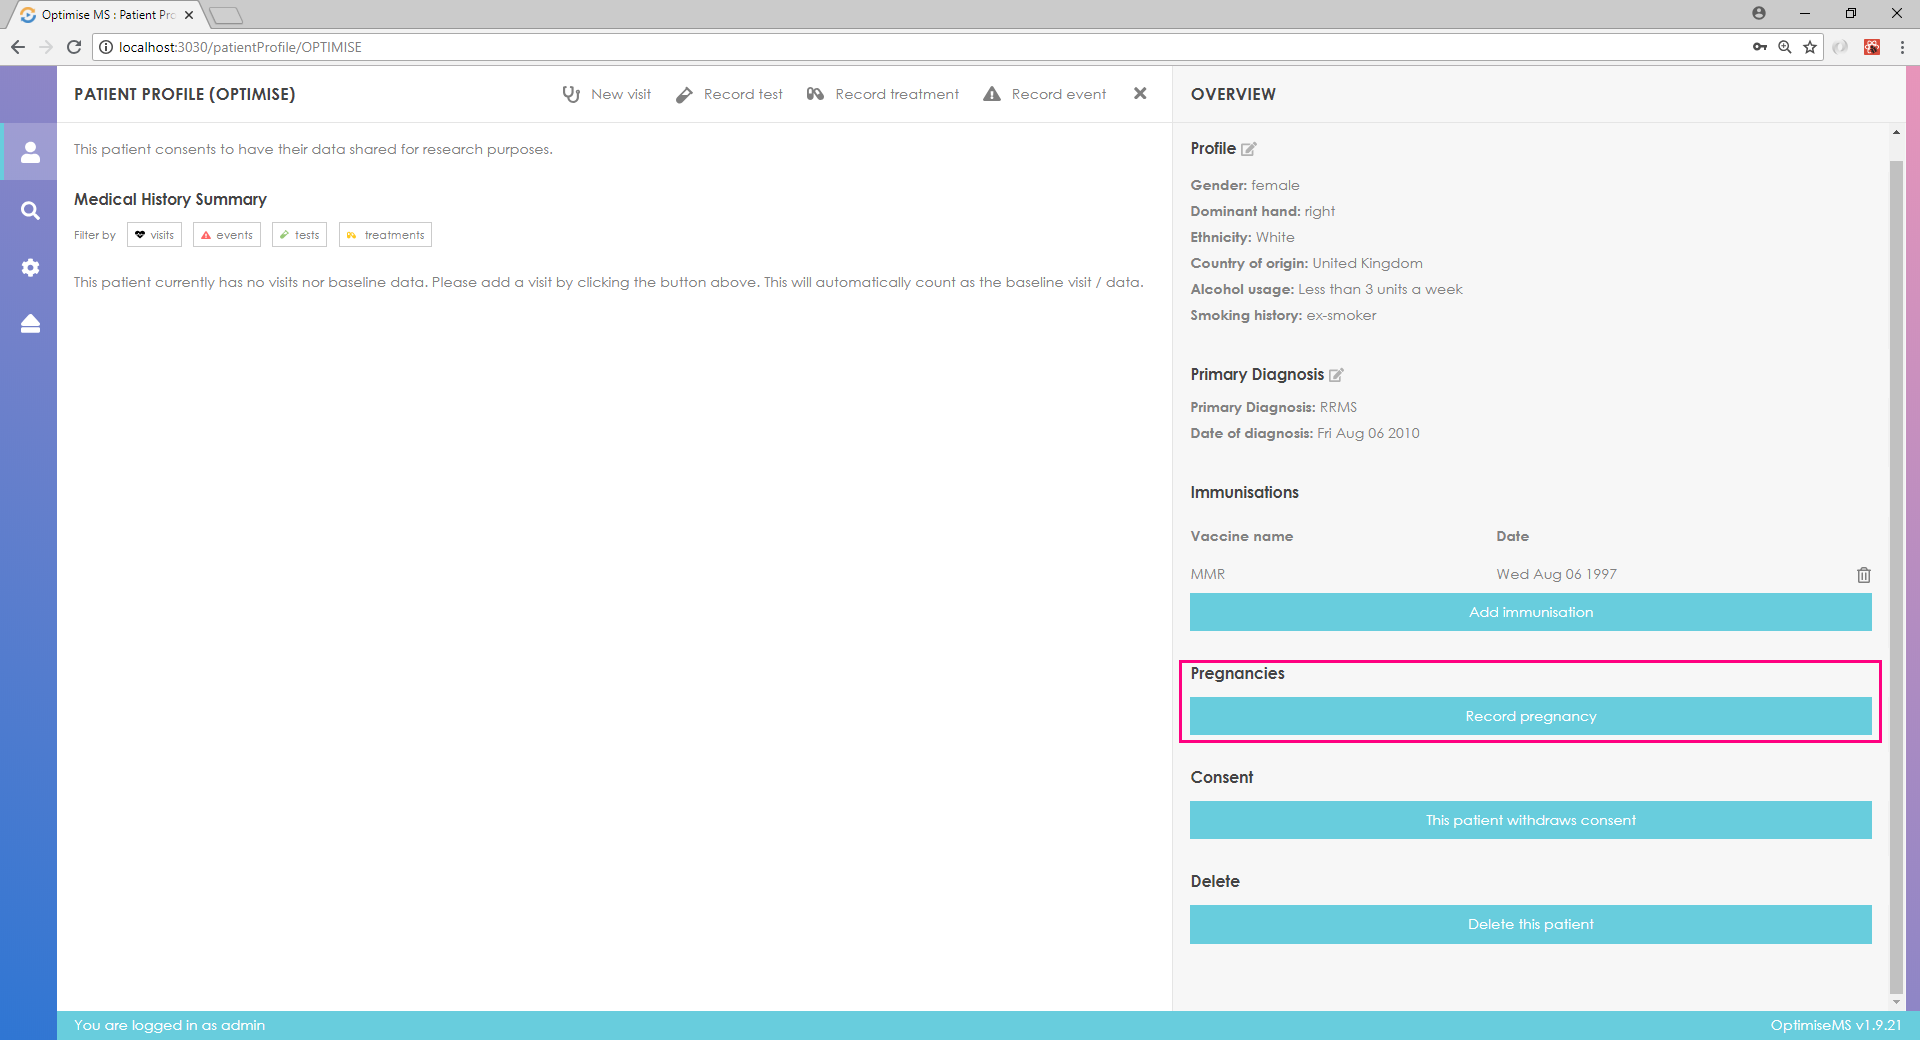 Optimise MS : Patient Pro
localhost:3030/patientProfile/OPTIMISE
PATIENT PROFILE (OPTIMISE)
New visit
Record test
Record treatment
Record event
This patient consents to have their data shared for research purposes.
Medical History Summary
Filter by visits events tests treatments
This patient currently has no visits nor baseline data. Please add a visit by clicking the button above. This will automatically count as the baseline visit / data.
OVERVIEW
Profile
Gender: female
Dominant hand: right
Ethnicity: White
Country of origin: United Kingdom
Alcohol usage: Less than 3 units a week
Smoking history: ex-smoker
Primary Diagnosis
Primary Diagnosis: RRMS
Date of diagnosis: Fri Aug 06 2010
Immunisations
Vaccine name Date
MMR Wed Aug 06 1997
Add immunisation
Pregnancies
Record pregnancy
Consent
This patient withdraws consent
Delete
Delete this patient
You are logged in as admin
OptimiseMS v1.9.21